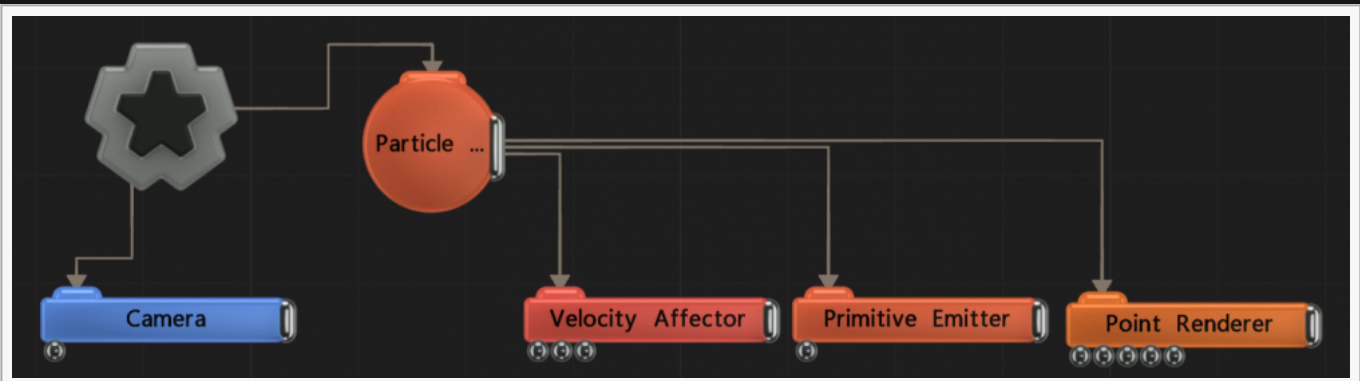 Particle ...
Camera
Velocity Affector
Primitive Emitter
Point Renderer